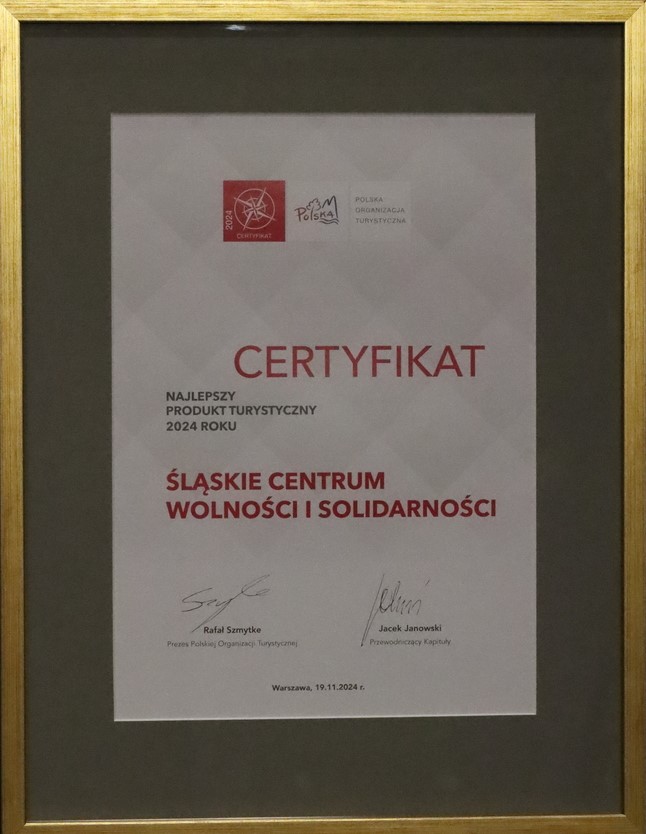 2024
CERTYFIKAT
POLSKA
POLSKA
ORGANIZACJA
TURYSTYCZNA
CERTYFIKAT
NAJLEPSZY
PRODUKT TURYSTYCZNY
2024 ROKU
ŚLĄSKIE CENTRUM
WOLNOŚCI I SOLIDARNOŚCI
Rafał Szmytke
Prezes Polskiej Organizacji Turystycznej
Jacek Janowski
Przewodniczący Kapituły
Warszawa, 19.11.2024 r.